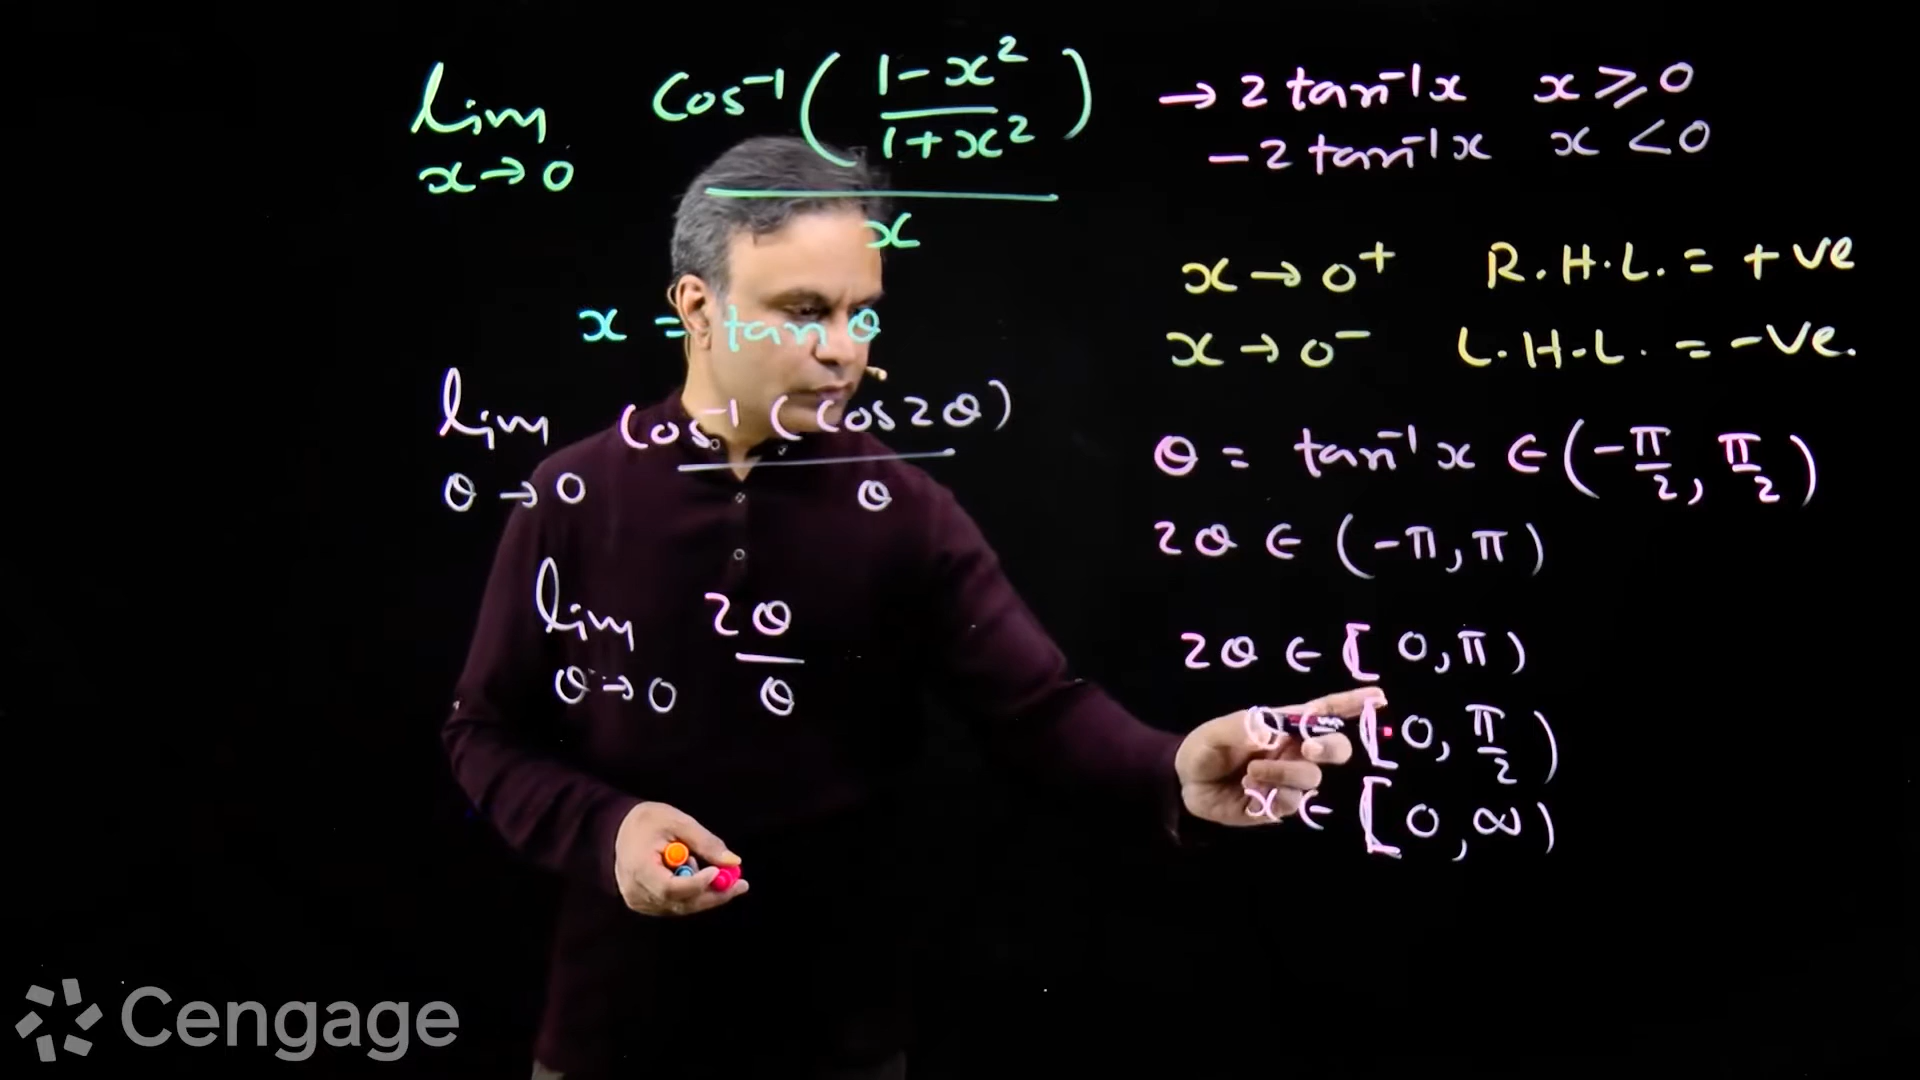 lim x→0 cos⁻¹((1-x²)/(1+x²)) / x
→ 2 tan⁻¹x x ≥ 0
-2 tan⁻¹x x < 0
x → 0⁺ R.H.L. = +ve
x → 0⁻ L.H.L. = -ve.
x = tan θ
lim θ→0 cos⁻¹(cos2θ) / θ
lim θ→0 2θ / θ
θ = tan⁻¹x ∈ (-π/2, π/2)
2θ ∈ (-π, π)
2θ ∈ [0, π)
θ ∈ [0, π/2)
x ∈ [0, ∞)
Cengage